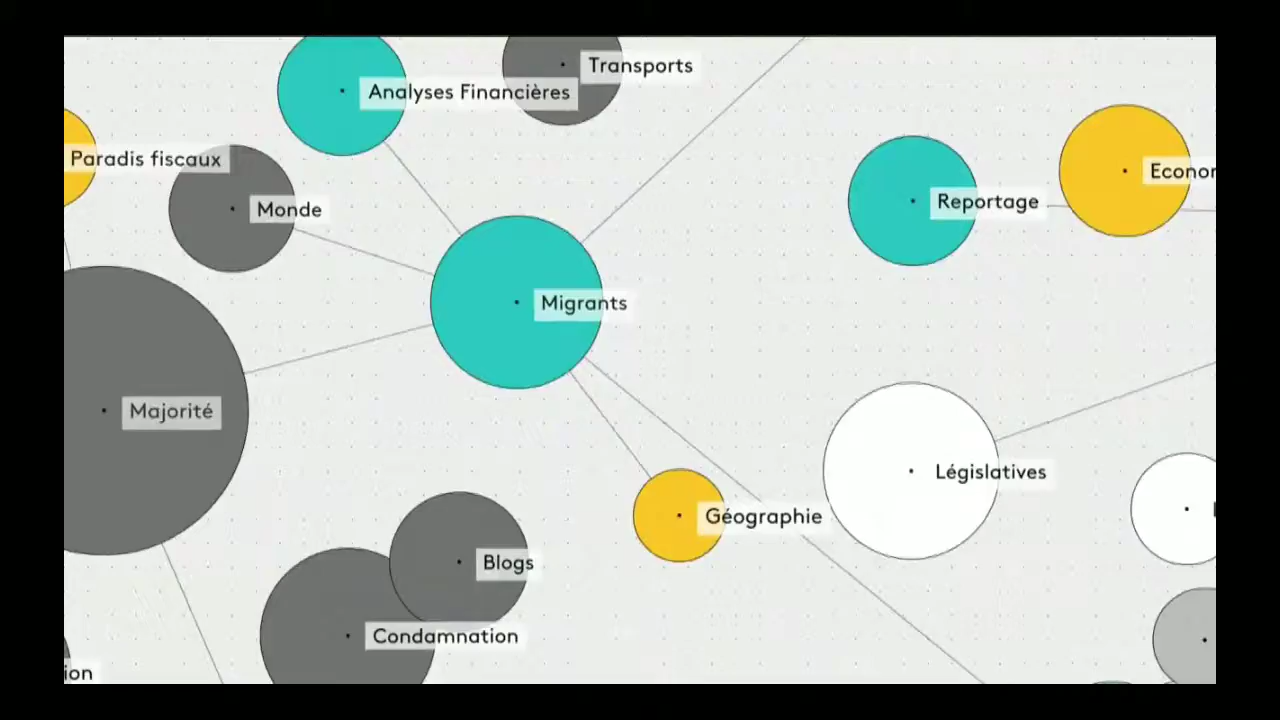 Transports
Analyses Financières
Paradis fiscaux
Monde
Reportage
Migrants
Majorité
Législatives
Géographie
Blogs
Condamnation